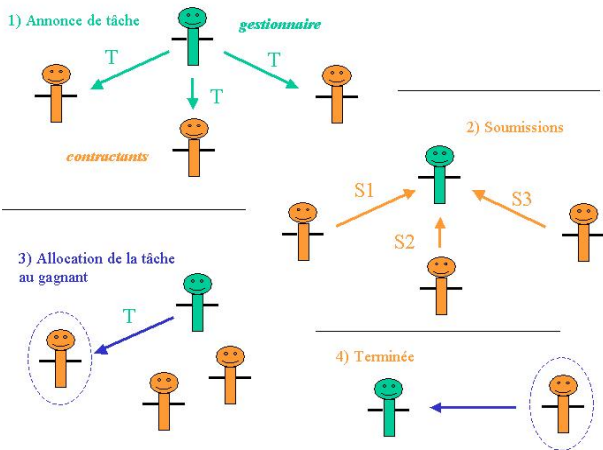 1) Annonce de tâche
gestionnaire
T
T
T
contractants
2) Soumissions
S1
S2
S3
3) Allocation de la tâche
au gagnant
T
4) Terminée